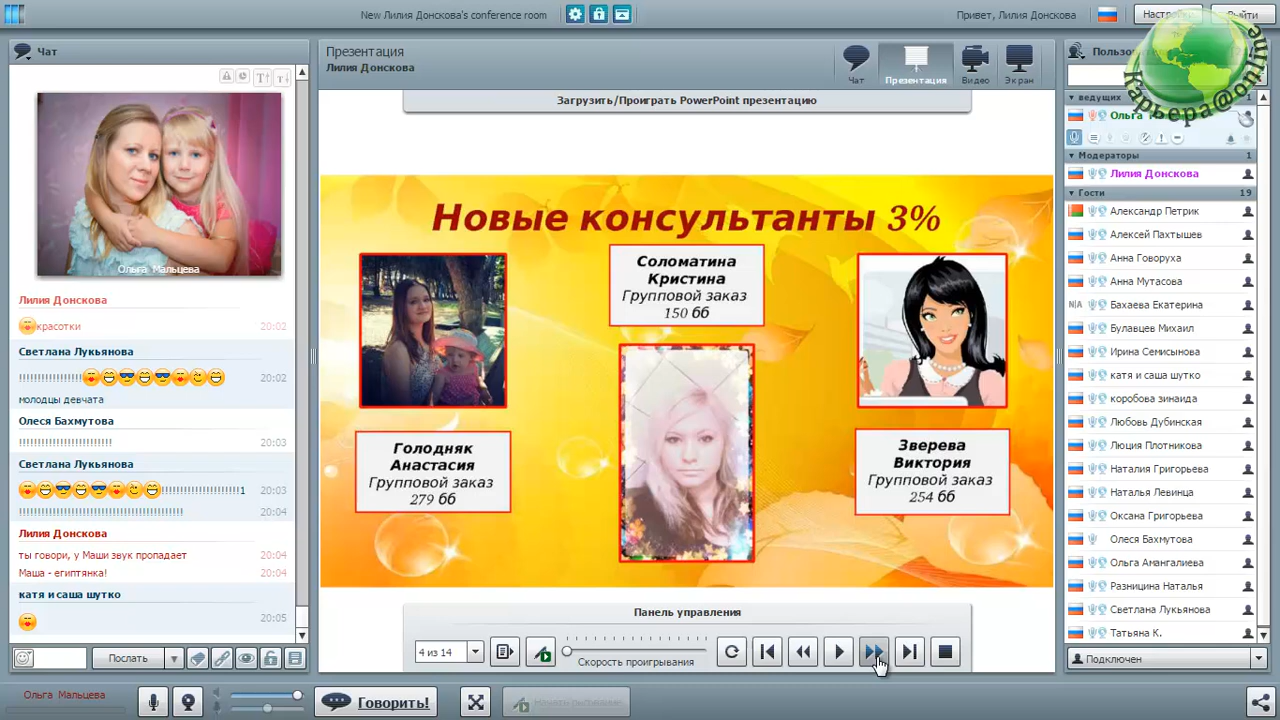 New Лилия Донскова's conference room
Привет, Лилия Донскова
Выйти
карьера@online
Чат
Ольга Мальцева
Лилия Донскова
красотки 20:02
Светлана Лукьянова
!!!!!!!!!!!!!!!! 20:02
молодцы девчата
Олеся Бахмутова
!!!!!!!!!!!!!!!!!!!!!!!! 20:03
Светлана Лукьянова
!!!!!!!!!!!!!!!!!!!!!1 20:03
!!!!!!!!!!!!!!!!!!!!!!!!!!!!!!!!!!!!!!!!! 20:04
Лилия Донскова
ты говори, у Маши звук пропадает 20:04
Маша - египтянка! 20:04
катя и саша шутко
20:05
Послать
Ольга Мальцева
Говорить!
Презентация
Лилия Донскова
Чат
Презентация
Видео
Экран
Загрузить/Проиграть PowerPoint презентацию
Новые консультанты 3%
Голодняк
Анастасия
Групповой заказ
279 бб
Соломатина
Кристина
Групповой заказ
150 бб
Зверева
Виктория
Групповой заказ
254 бб
Панель управления
4 из 14
Скорость проигрывания
ведущих 1
Ольга
Модераторы 1
Лилия Донскова
Гости 19
Александр Петрик
Алексей Пахтышев
Анна Говоруха
Анна Мутасова
N/A Бахаева Екатерина
Булавцев Михаил
Ирина Семисынова
катя и саша шутко
коробова зинаида
Любовь Дубинская
Люция Плотникова
Наталия Григорьева
Наталья Левинца
Оксана Григорьева
Олеся Бахмутова
Ольга Амангалиева
Разницина Наталья
Светлана Лукьянова
Татьяна К.
Подключен